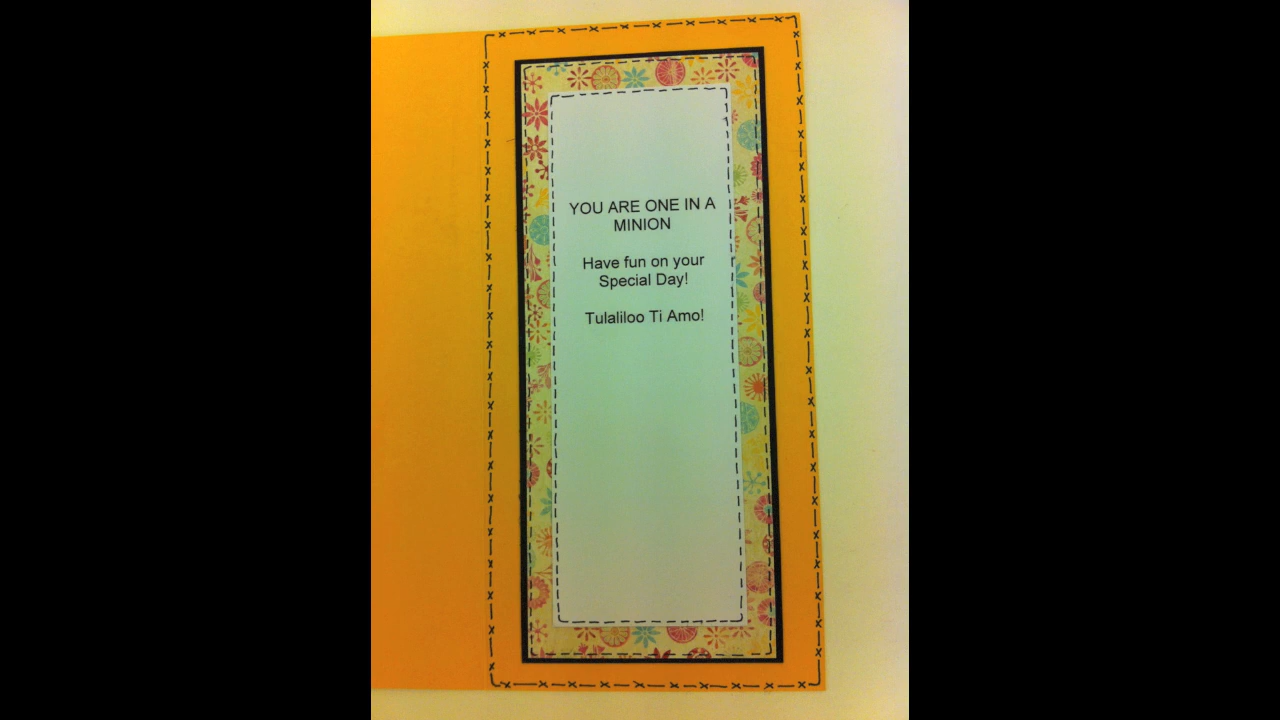 YOU ARE ONE IN A
MINION
Have fun on your
Special Day!
Tulaliloo Ti Amo!